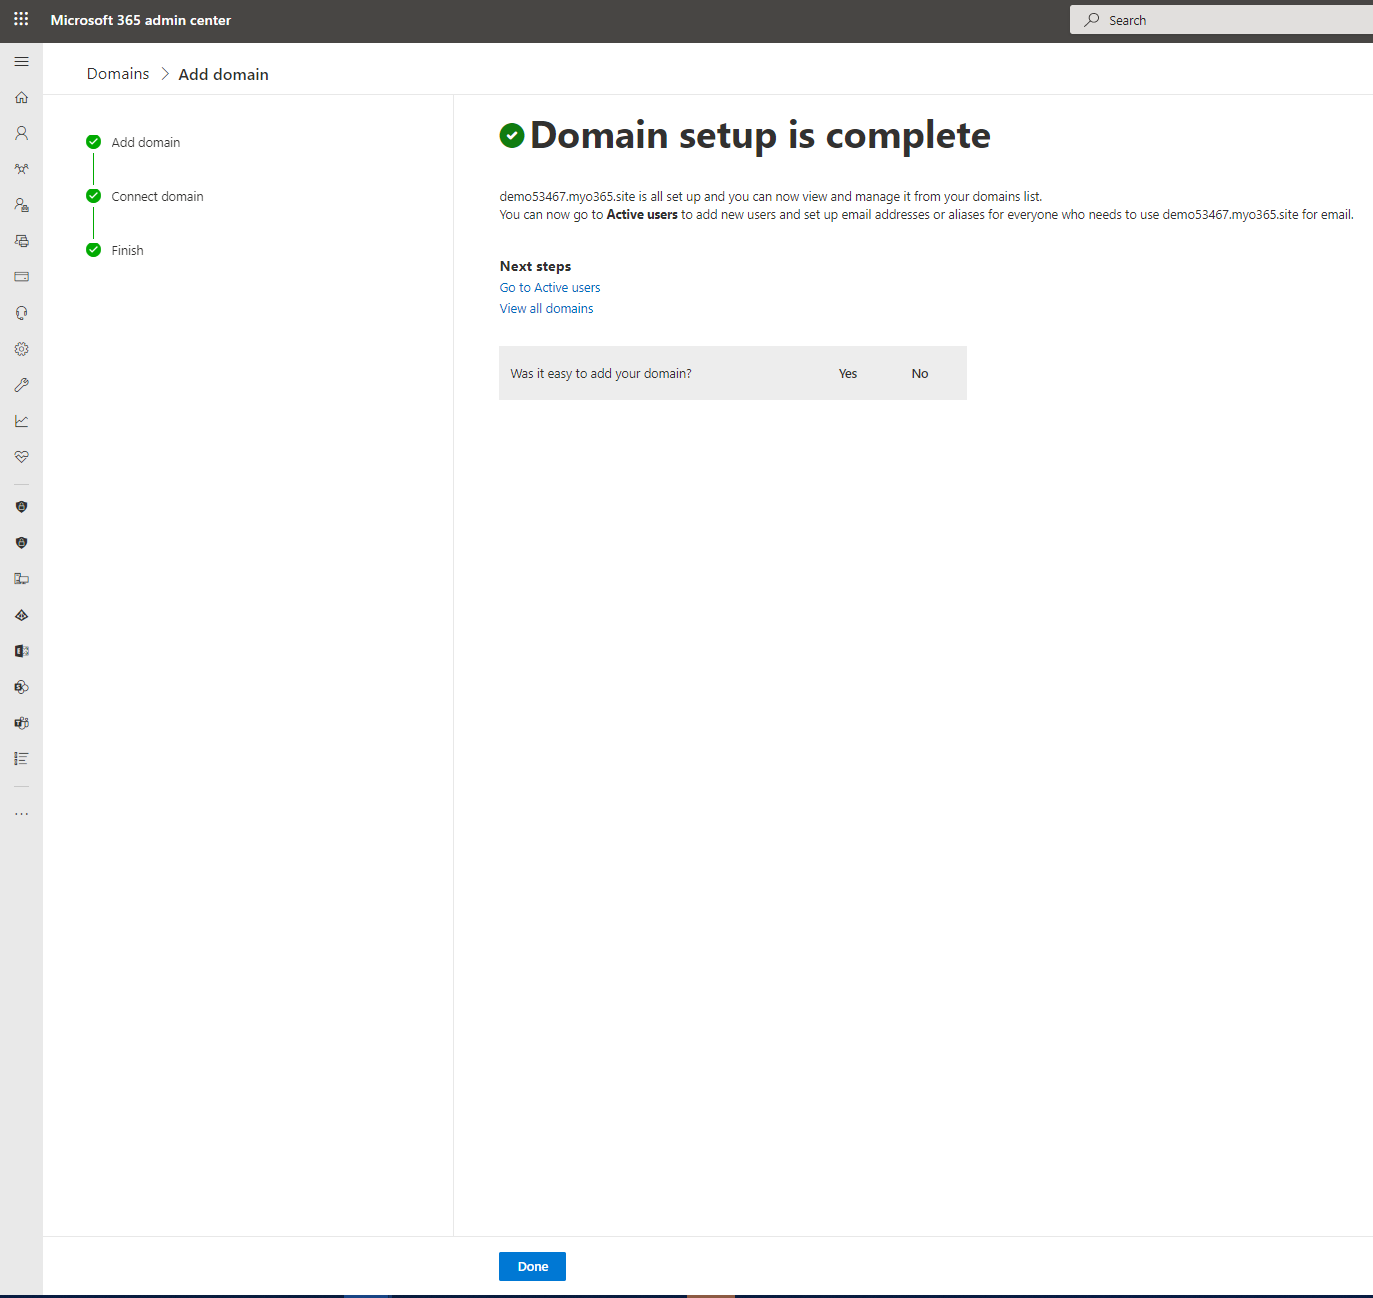 Microsoft 365 admin center
Search
Domains > Add domain
Add domain
Connect domain
Finish
Domain setup is complete
demo53467.myo365.site is all set up and you can now view and manage it from your domains list.
You can now go to Active users to add new users and set up email addresses or aliases for everyone who needs to use demo53467.myo365.site for email.
Next steps
Go to Active users
View all domains
Was it easy to add your domain? Yes No
Done